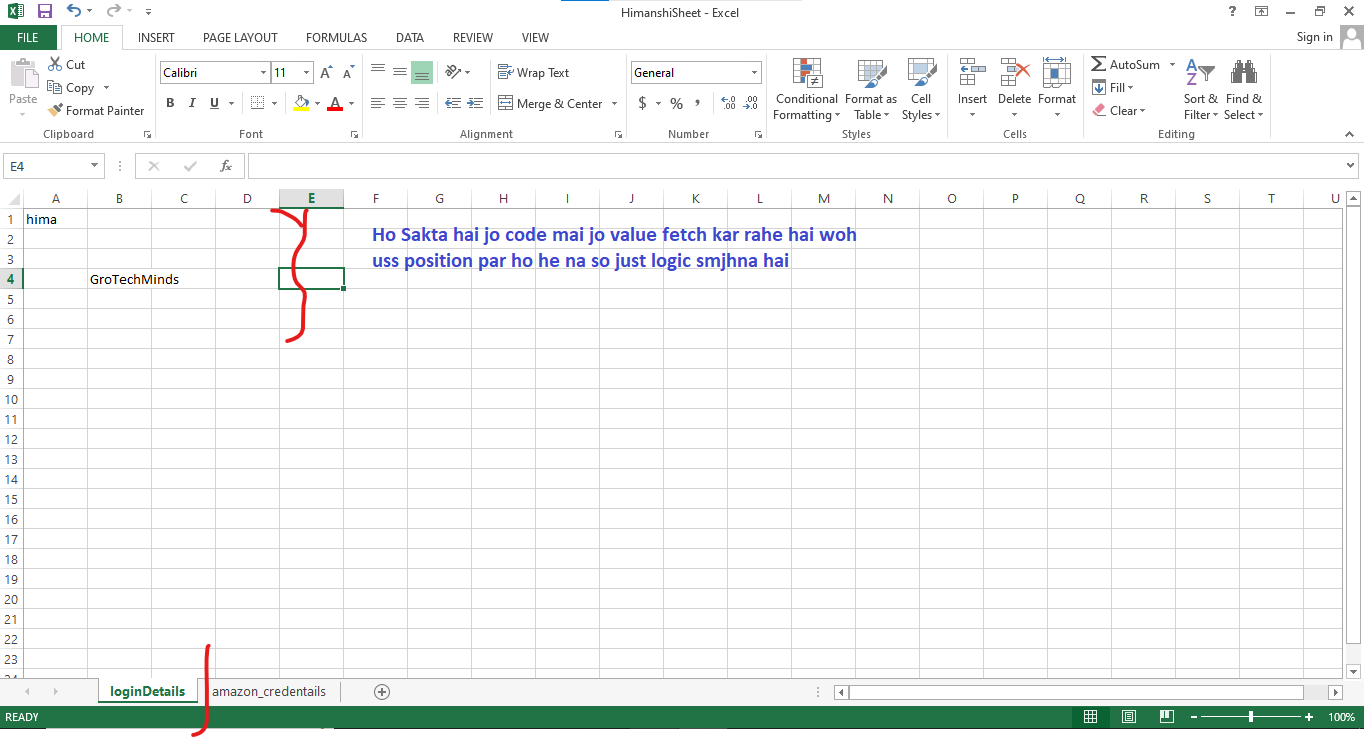 HimanshiSheet - Excel
FILE HOME INSERT PAGE LAYOUT FORMULAS DATA REVIEW VIEW Sign in
Paste Cut Copy Format Painter
Calibri 11
B I U
Wrap Text
Merge & Center
General
$ % ,
Conditional Formatting Format as Table Cell Styles
Insert Delete Format
AutoSum Fill Clear
Sort & Filter Find & Select
Clipboard Font Alignment Number Styles Cells Editing
E4 fx
A B C D E F G H I J K L M N O P Q R S T U
1 hima
2
3
4 GroTechMinds
5
6
7
8
9
10
11
12
13
14
15
16
17
18
19
20
21
22
23
24
Ho Sakta hai jo code mai jo value fetch kar rahe hai woh
uss position par ho he na so just logic smjhna hai
loginDetails amazon_credentails
READY 100%